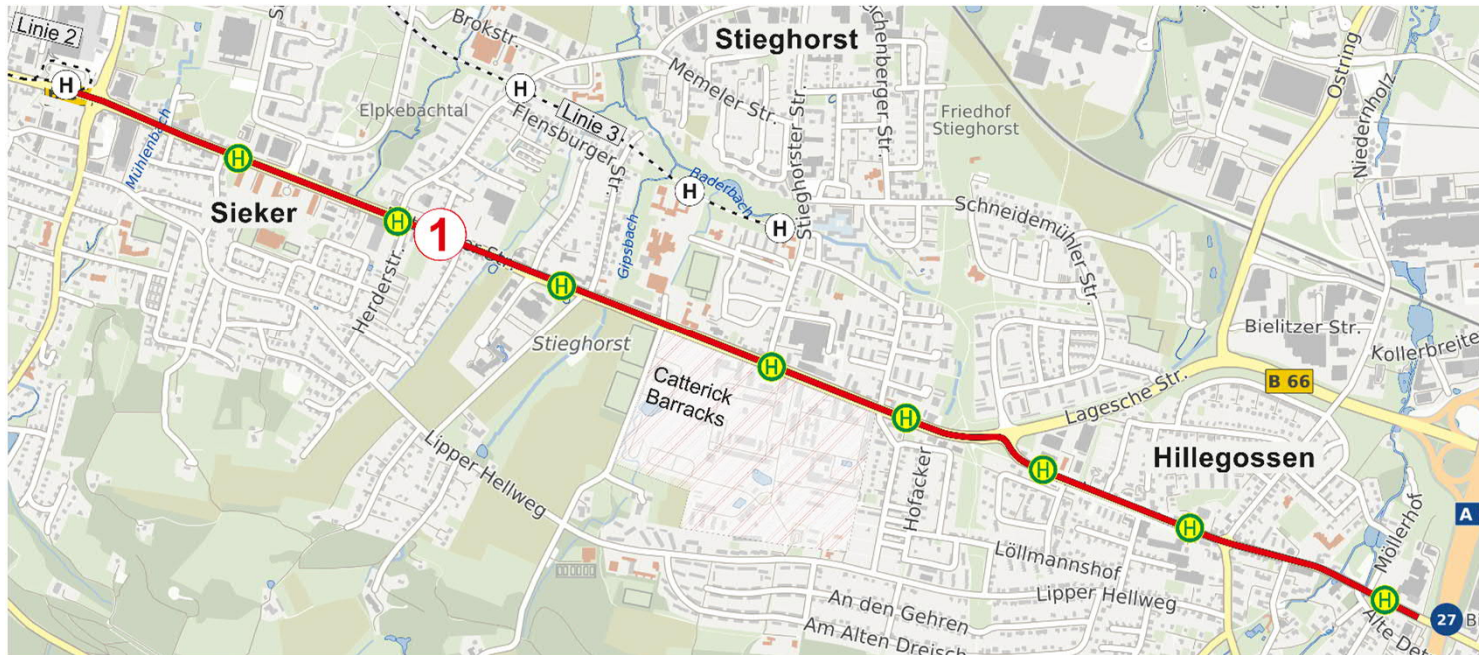 Linie 2
H
Brokstr.
Stieghorst
Memeler Str.
Ostring
Niedernholz
Elpkebachtal
H
Flensburger Str.
Linie 3
Stieghorster Str.
Friedhof
Stieghorst
Mühlenbach
H
Sieker
Baderbach
H
H
Schneidemühler Str.
H
1
Herderstr.
Gipsbach
H
Stieghorst
Bielitzer Str.
Kollerbreite
Catterick
Barracks
H
Lagesche Str.
B 66
H
Lipper Hellweg
Hofacker
H
Hillegossen
H
Möllerhof
A
Löllmannshof
Lipper Hellweg
An den Gehren
Am Alten Dreisch
H
27
Alte Det